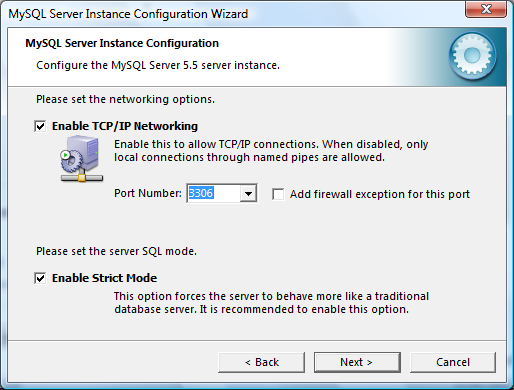 MySQL Server Instance Configuration Wizard
MySQL Server Instance Configuration
Configure the MySQL Server 5.5 server instance.
Please set the networking options.
Enable TCP/IP Networking
Enable this to allow TCP/IP connections. When disabled, only
local connections through named pipes are allowed.
Port Number: 3306 Add firewall exception for this port
Please set the server SQL mode.
Enable Strict Mode
This option forces the server to behave more like a traditional
database server. It is recommended to enable this option.
< Back Next > Cancel